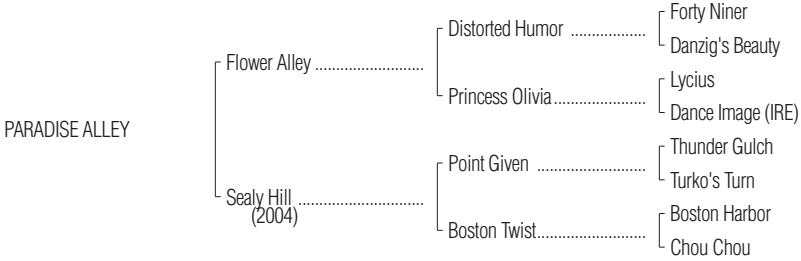 Forty Niner
Distorted Humor ..................
Danzig's Beauty
Flower Alley ..........................
Lycius
Princess Olivia......................
Dance Image (IRE)
PARADISE ALLEY
Thunder Gulch
Point Given ..........................
Turko's Turn
Sealy Hill ..............................
(2004)
Boston Harbor
Boston Twist..........................
Chou Chou